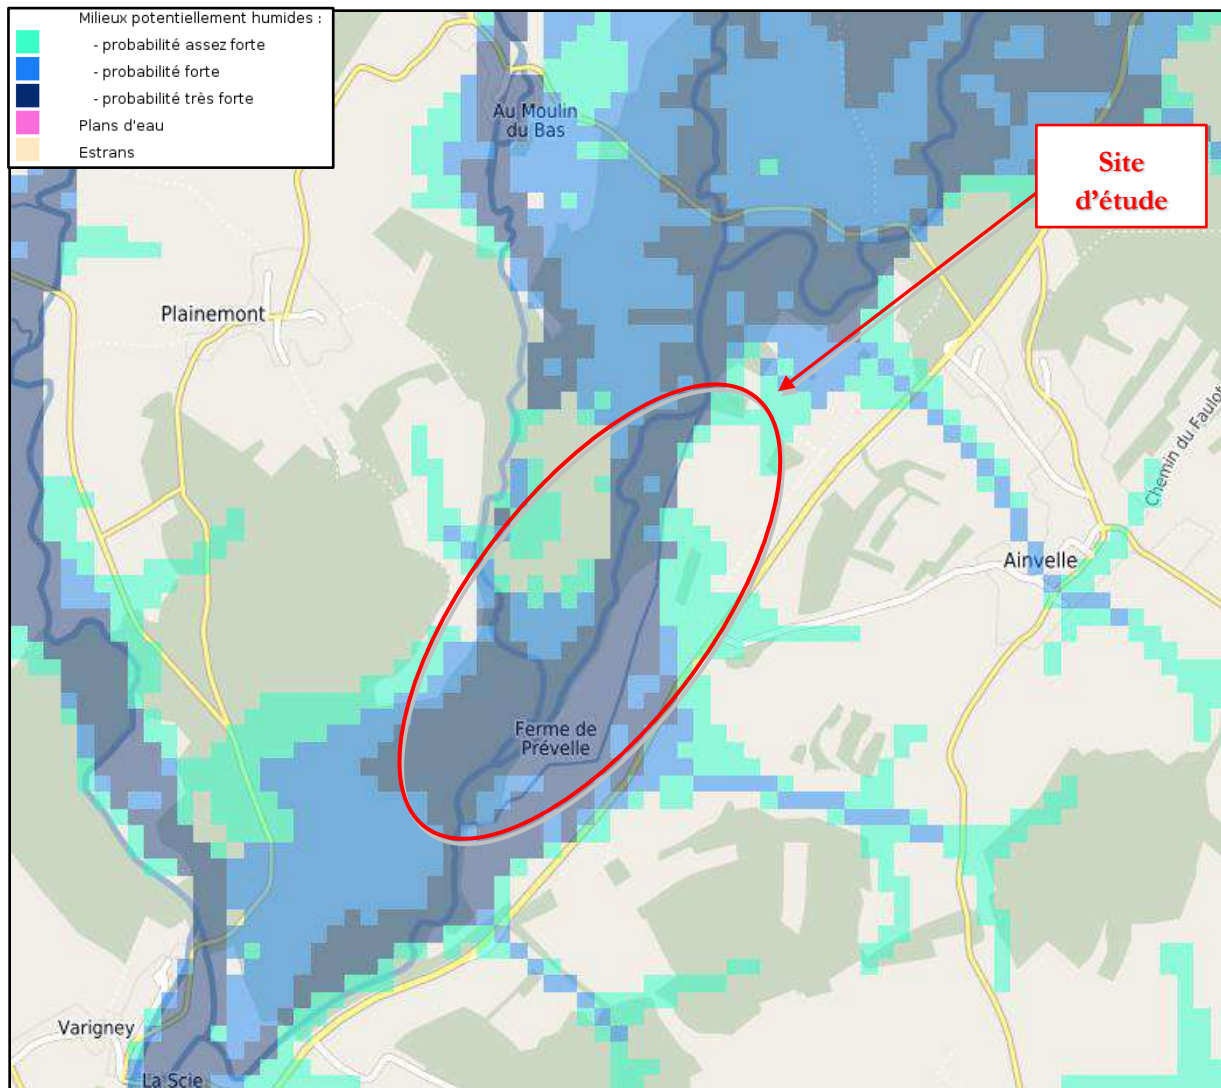 Milieux potentiellement humides :
- probabilité assez forte
- probabilité forte
- probabilité très forte
Plans d'eau
Estrans
Au Moulin
du Bas
Site
d'étude
Plainemont
Chemin du Faulot
Ainvelle
Ferme de
Prévelle
Varigney
La Scie